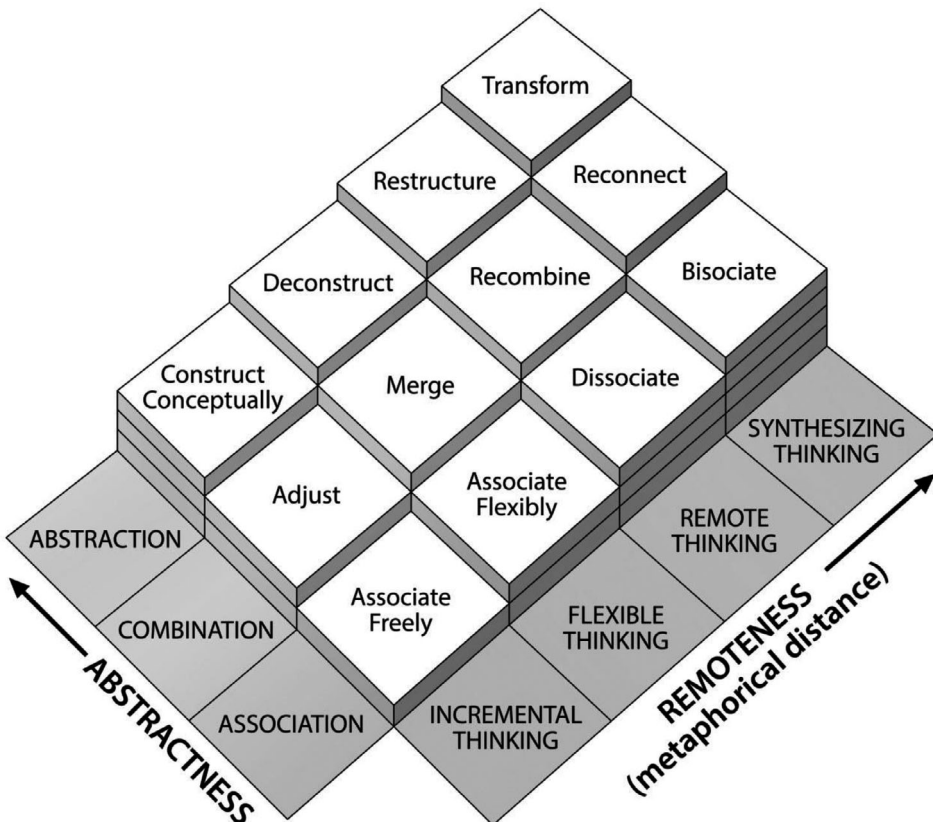 Transform
Restructure
Reconnect
Deconstruct
Recombine
Bisociate
Construct
Conceptually
Merge
Dissociate
Adjust
Associate
Flexibly
Associate
Freely
SYNTHESIZING
THINKING
REMOTE
THINKING
FLEXIBLE
THINKING
INCREMENTAL
THINKING
ABSTRACTION
COMBINATION
ASSOCIATION
ABSTRACTNESS
REMOTENESS
(metaphorical distance)